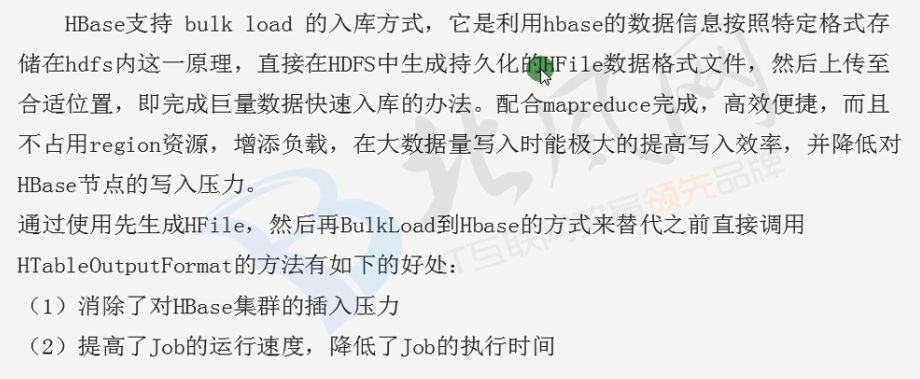 HBase支持 bulk load 的入库方式，它是利用hbase的数据信息按照特定格式存
储在hdfs内这一原理，直接在HDFS中生成持久化的HFile数据格式文件，然后上传至
合适位置，即完成巨量数据快速入库的办法。配合mapreduce完成，高效便捷，而且
不占用region资源，增添负载，在大数据量写入时能极大的提高写入效率，并降低对
HBase节点的写入压力。
通过使用先生成HFile，然后再BulkLoad到Hbase的方式来替代之前直接调用
HTableOutputFormat的方法有如下的好处：
（1）消除了对HBase集群的插入压力
（2）提高了Job的运行速度，降低了Job的执行时间
北风网